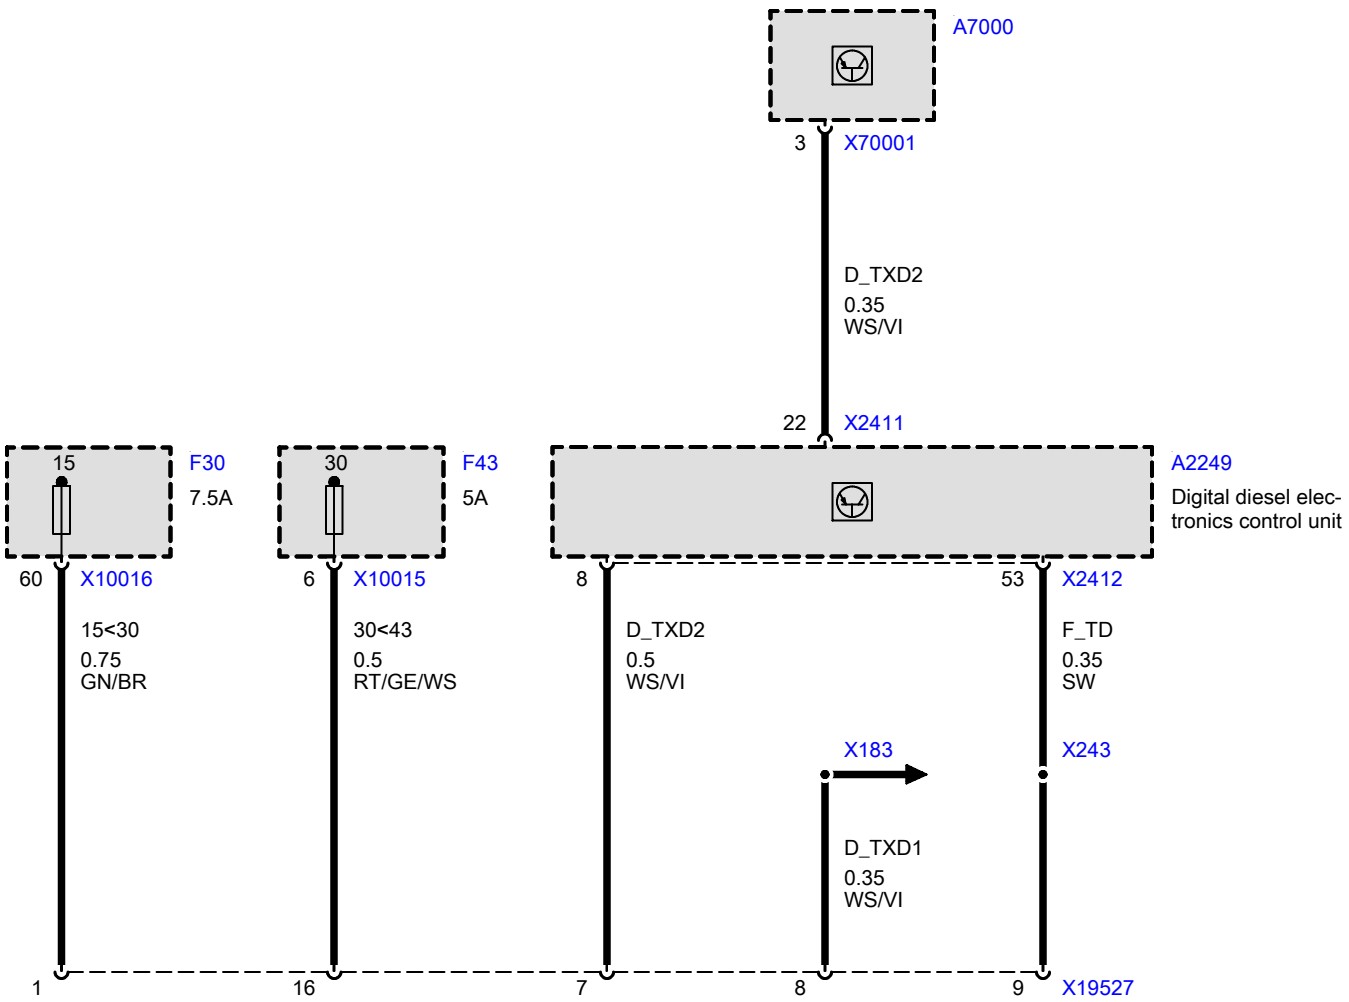 A7000
3 X70001
D_TXD2
0.35
WS/VI
22 X2411
15 F30
7.5A
30 F43
5A
A2249
Digital diesel elec-
tronics control unit
60 X10016
6 X10015
8
53 X2412
15<30
0.75
GN/BR
30<43
0.5
RT/GE/WS
D_TXD2
0.5
WS/VI
F_TD
0.35
SW
X183
X243
D_TXD1
0.35
WS/VI
1
16
7
8
9 X19527